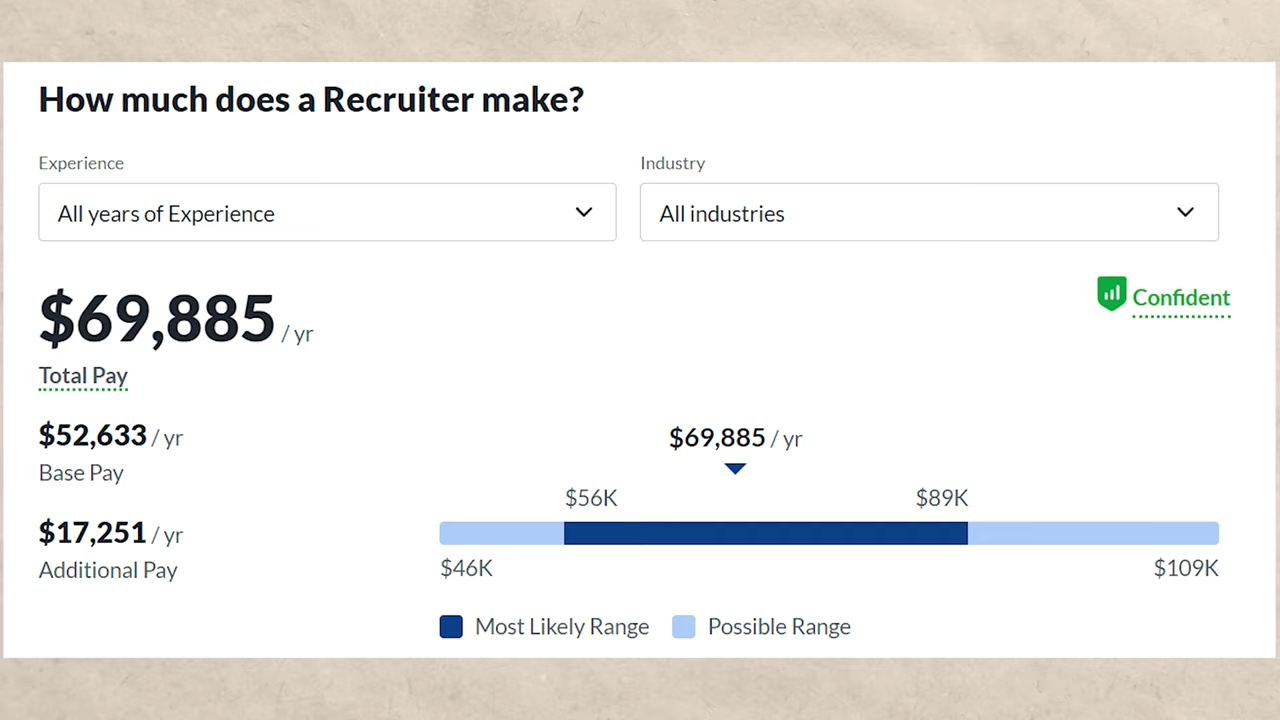 How much does a Recruiter make?
Experience
Industry
All years of Experience
All industries
$69,885 / yr
Confident
Total Pay
$52,633 / yr
Base Pay
$17,251 / yr
Additional Pay
$69,885 / yr
$56K
$89K
$46K
$109K
Most Likely Range
Possible Range